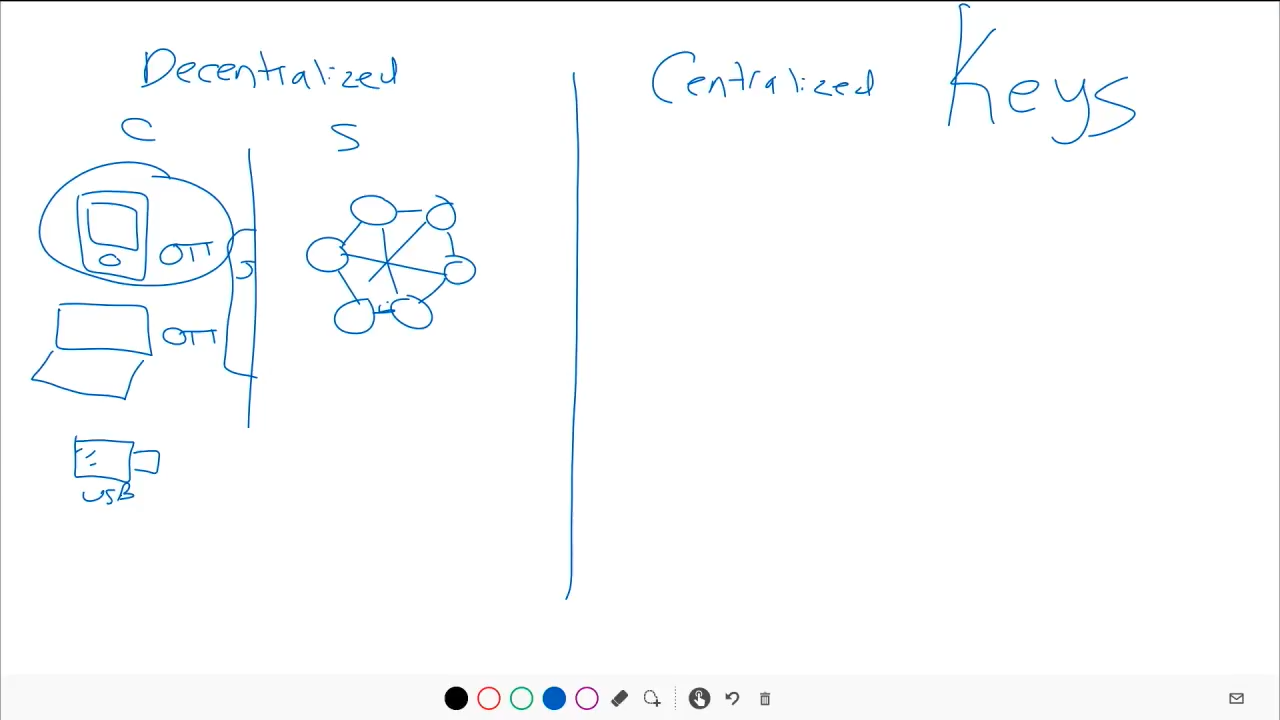 Decentralized
Centralized
Keys
C
S
OTT
OTT
USB